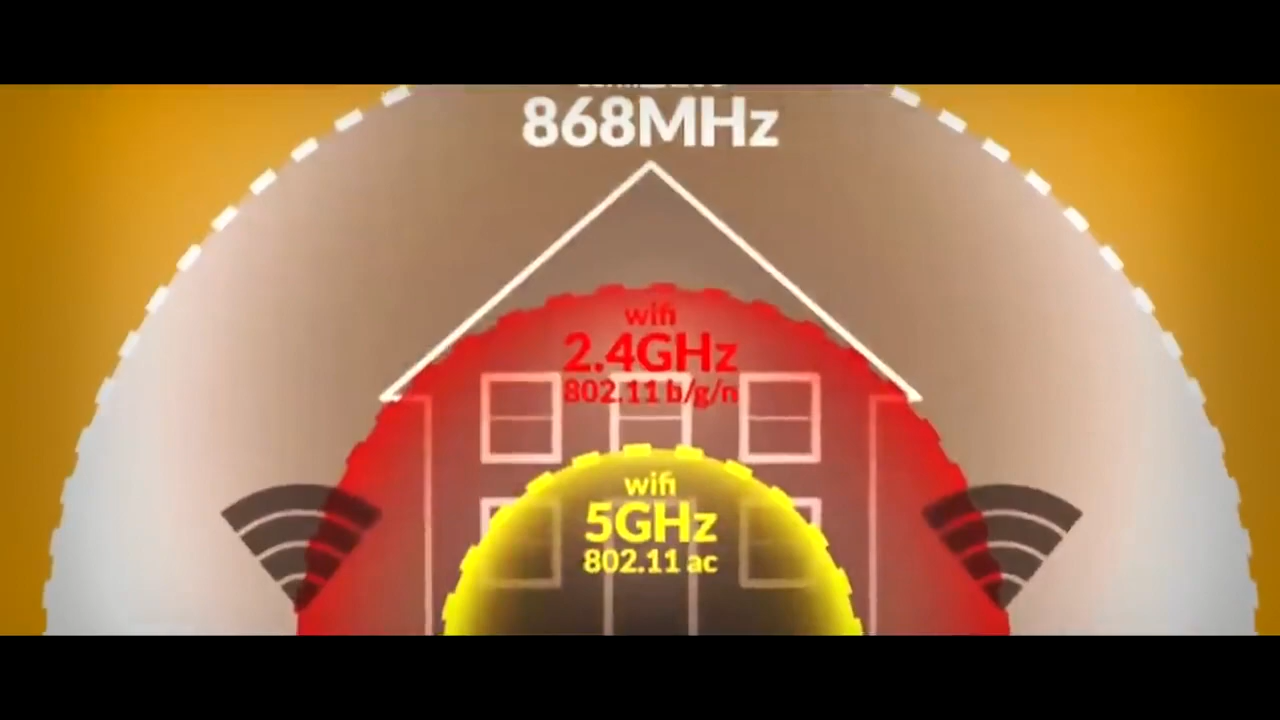 868MHz
wifi
2.4GHz
802.11 b/g/n
wifi
5GHz
802.11 ac